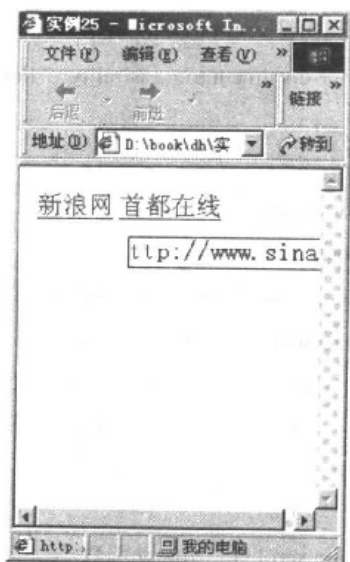 实例25 - Microsoft In...
文件(F) 编辑(E) 查看(V) »
后退 前进 » 链接 »
地址(D) D:\book\dh\实 转到
新浪网 首都在线
ttp://www.sina
http: 我的电脑